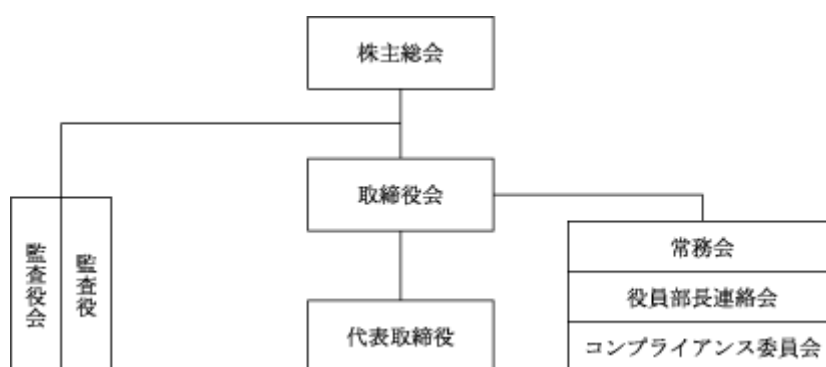 株主総会
取締役会
監査役会
監査役
常務会
役員部長連絡会
代表取締役
コンプライアンス委員会